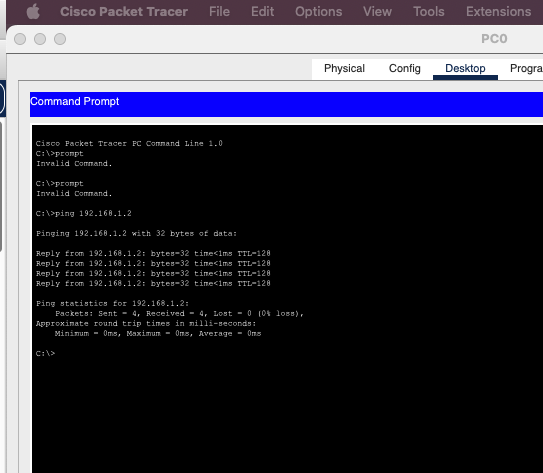 Cisco Packet Tracer File Edit Options View Tools Extensions
PC0
Physical Config Desktop Progra
Command Prompt
Cisco Packet Tracer PC Command Line 1.0
C:\>prompt
Invalid Command.
C:\>prompt
Invalid Command.
C:\>ping 192.168.1.2
Pinging 192.168.1.2 with 32 bytes of data:
Reply from 192.168.1.2: bytes=32 time<1ms TTL=128
Reply from 192.168.1.2: bytes=32 time<1ms TTL=128
Reply from 192.168.1.2: bytes=32 time<1ms TTL=128
Reply from 192.168.1.2: bytes=32 time<1ms TTL=128
Ping statistics for 192.168.1.2:
Packets: Sent = 4, Received = 4, Lost = 0 (0% loss),
Approximate round trip times in milli-seconds:
Minimum = 0ms, Maximum = 0ms, Average = 0ms
C:\>